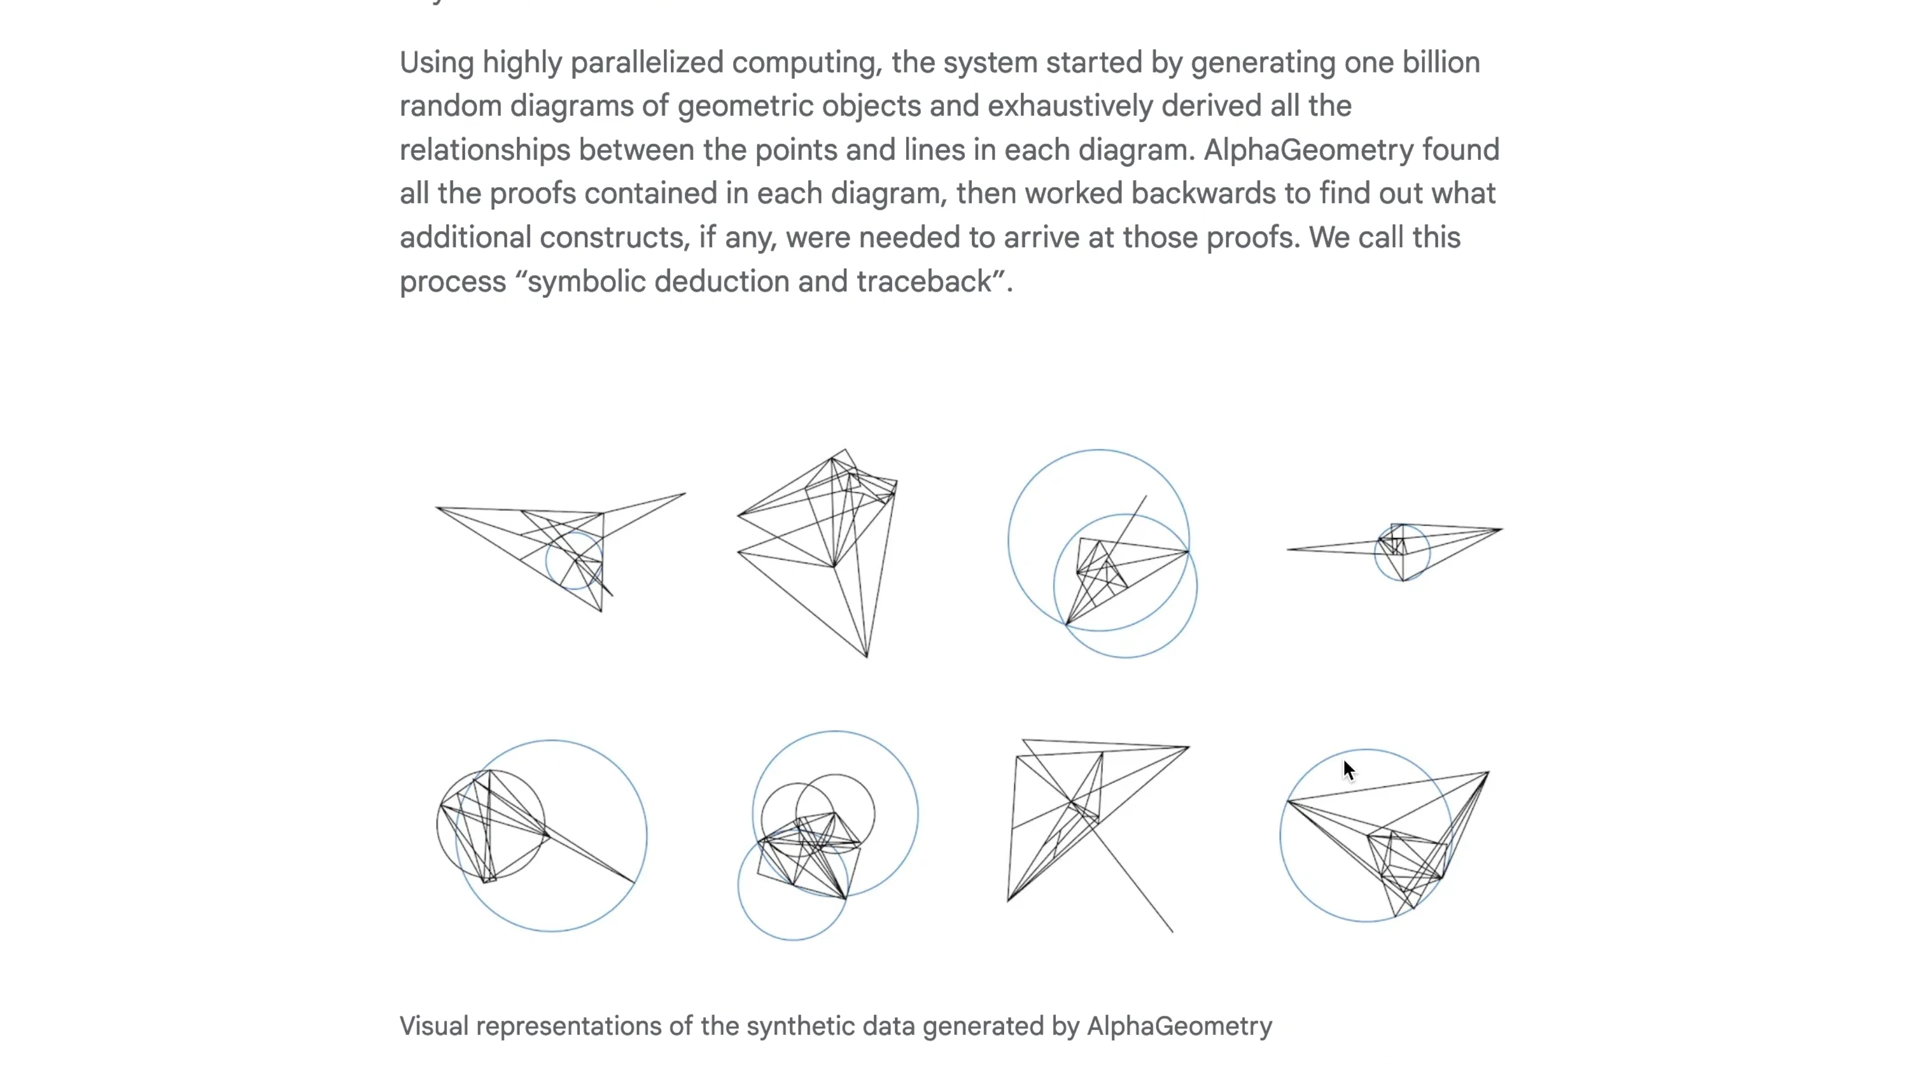 Using highly parallelized computing, the system started by generating one billion
random diagrams of geometric objects and exhaustively derived all the
relationships between the points and lines in each diagram. AlphaGeometry found
all the proofs contained in each diagram, then worked backwards to find out what
additional constructs, if any, were needed to arrive at those proofs. We call this
process “symbolic deduction and traceback”.
Visual representations of the synthetic data generated by AlphaGeometry